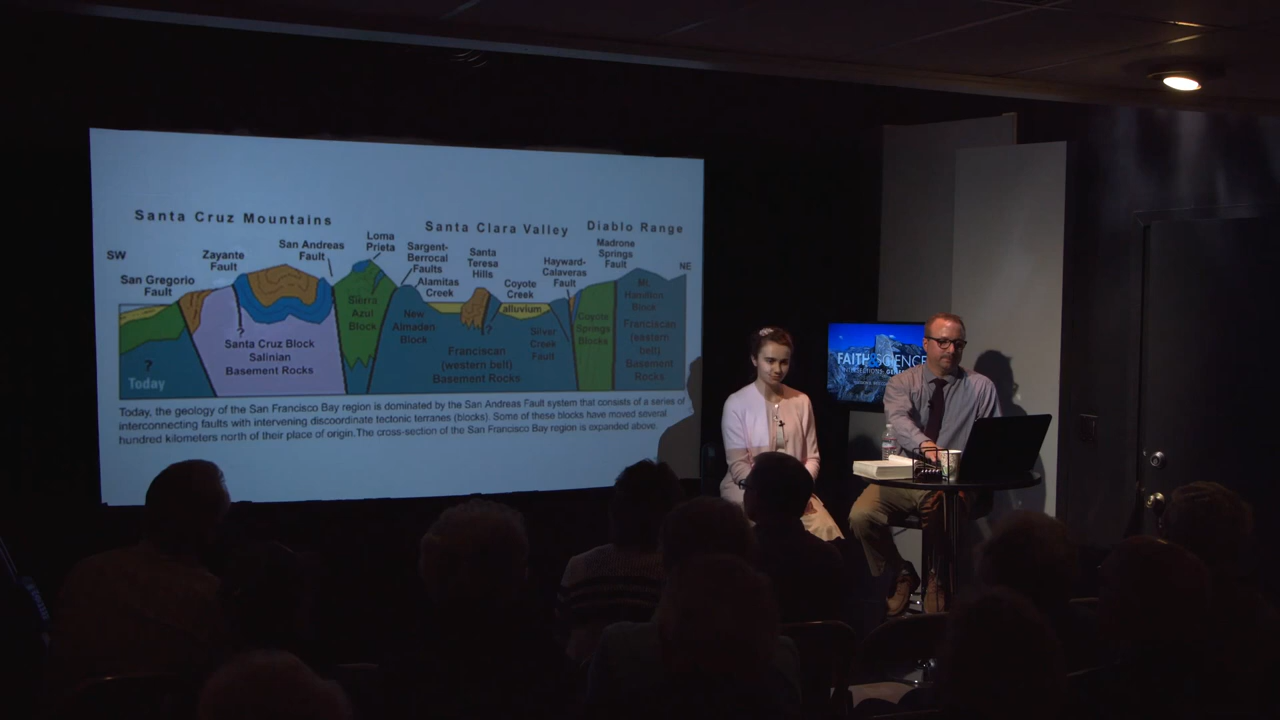 Santa Cruz Mountains
Santa Clara Valley
Diablo Range
SW
San Gregorio
Fault
Zayante
Fault
San Andreas
Fault
Loma
Prieta
Sargent-
Berrocal
Faults
Alamitas
Creek
Santa
Teresa
Hills
Coyote
Creek
Hayward-
Calaveras
Fault
Madrone
Springs
Fault
NE
?
Today
?
Santa Cruz Block
Salinian
Basement Rocks
Sierra
Azul
Block
New
Almaden
Block
?
alluvium
Franciscan
(western belt)
Basement Rocks
Silver
Creek
Fault
Coyote
Springs
Blocks
Mt.
Hamilton
Block
Franciscan
(eastern
belt)
Basement
Rocks
Today, the geology of the San Francisco Bay region is dominated by the San Andreas Fault system that consists of a series of
interconnecting faults with intervening discoordinate tectonic terranes (blocks). Some of these blocks have moved several
hundred kilometers north of their place of origin.The cross-section of the San Francisco Bay region is expanded above.
FAITH&SCIENCE